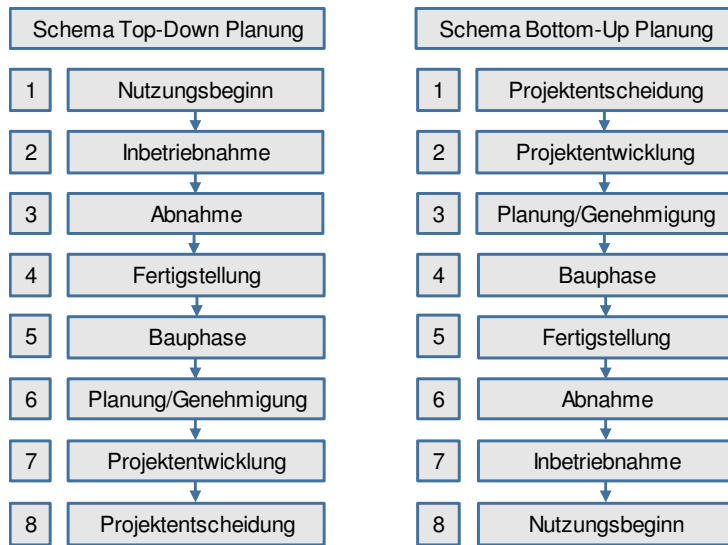 Schema Top-Down Planung
1 Nutzungsbeginn
2 Inbetriebnahme
3 Abnahme
4 Fertigstellung
5 Bauphase
6 Planung/Genehmigung
7 Projektentwicklung
8 Projektentscheidung
Schema Bottom-Up Planung
1 Projektentscheidung
2 Projektentwicklung
3 Planung/Genehmigung
4 Bauphase
5 Fertigstellung
6 Abnahme
7 Inbetriebnahme
8 Nutzungsbeginn